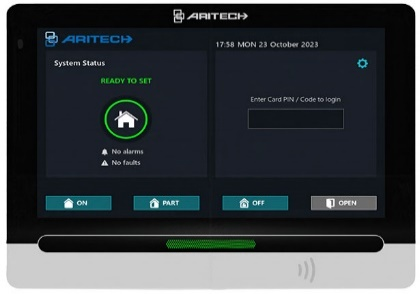 ARITECH
ARITECH
17:58 MON 23 October 2023
System Status
READY TO SET
Enter Card PIN / Code to login
No alarms
No faults
ON
PART
OFF
OPEN